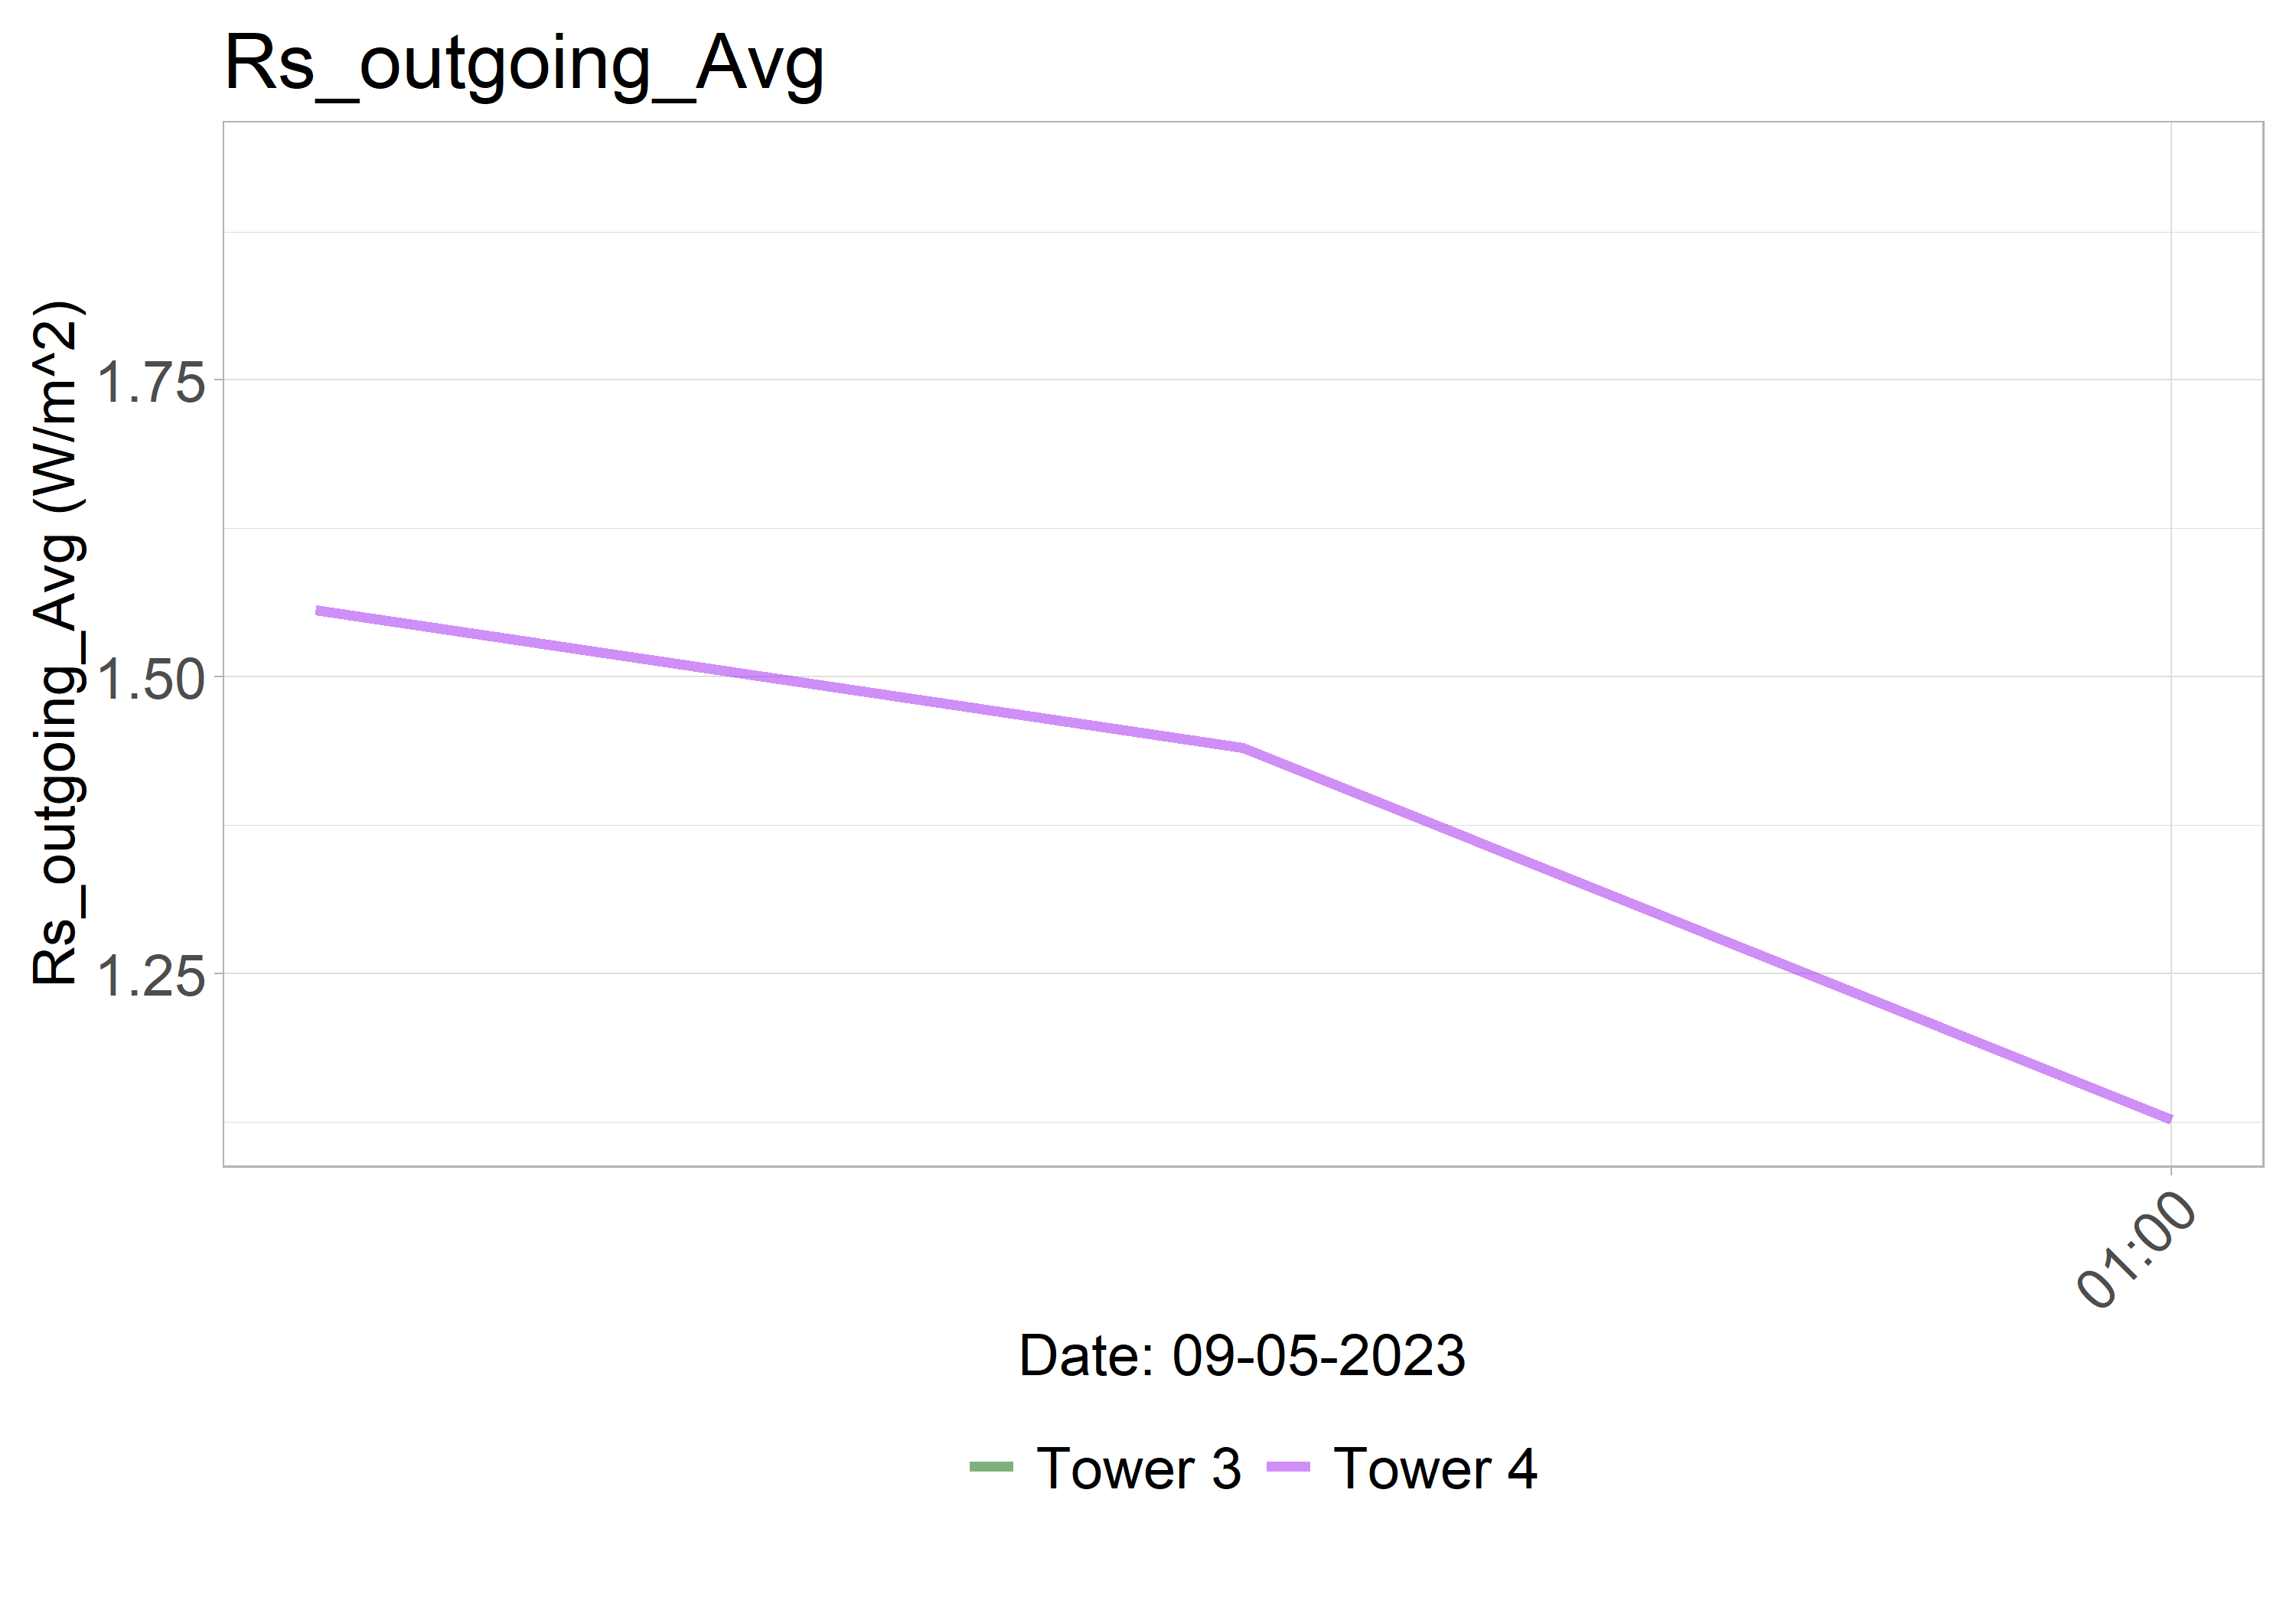 Rs_outgoing_Avg
Rs_outgoing_Avg (W/m^2)
1.75
1.50
1.25
01:00
Date: 09-05-2023
Tower 3 Tower 4